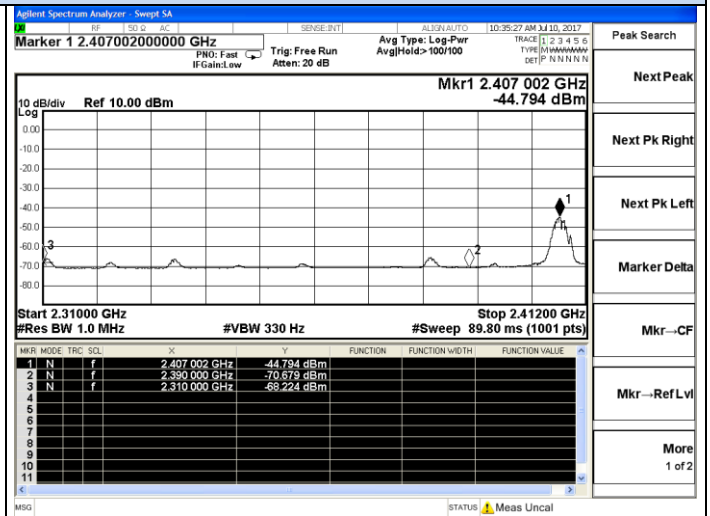 Agilent Spectrum Analyzer - Swept SA
RF 50 Ω AC SENSE:INT ALIGN AUTO 10:35:27 AM Jul 10, 2017
Marker 1 2.407002000000 GHz
PNO: Fast
IFGain:Low
Trig: Free Run
Atten: 20 dB
Avg Type: Log-Pwr
Avg|Hold>100/100
TRACE 1 2 3 4 5 6
TYPE MWWWWW
DET P N N N N N
Peak Search
Mkr1 2.407 002 GHz
-44.794 dBm
10 dB/div Ref 10.00 dBm
Log
0.00
-10.0
-20.0
-30.0
-40.0
-50.0
-60.0
-70.0
-80.0
1
2
3
Start 2.31000 GHz Stop 2.41200 GHz
#Res BW 1.0 MHz #VBW 330 Hz #Sweep 89.80 ms (1001 pts)
MKR MODE TRC SCL X Y FUNCTION FUNCTION WIDTH FUNCTION VALUE
1 N f 2.407 002 GHz -44.794 dBm
2 N f 2.390 000 GHz -70.679 dBm
3 N f 2.310 000 GHz -68.224 dBm
4
5
6
7
8
9
10
11
MSG STATUS Meas Uncal
Next Peak
Next Pk Right
Next Pk Left
Marker Delta
Mkr→CF
Mkr→Ref Lvl
More
1 of 2